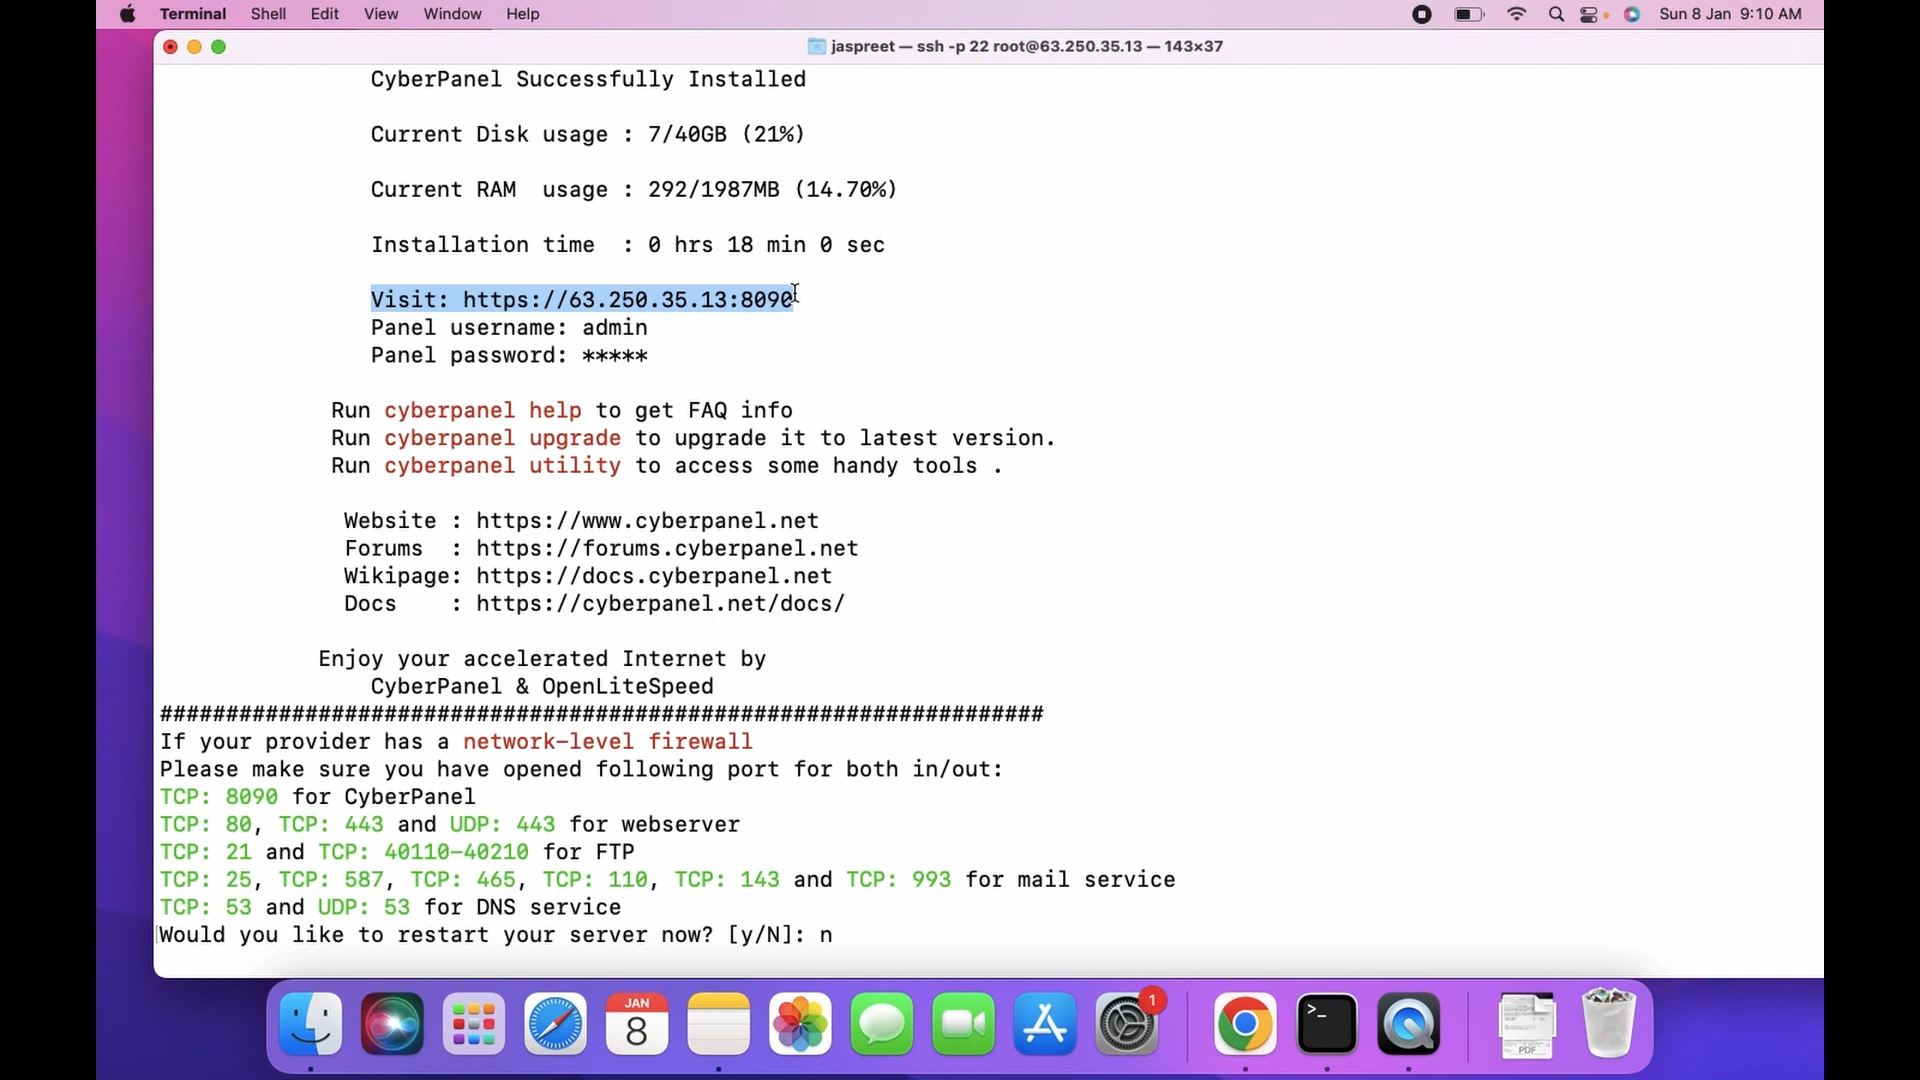 Terminal Shell Edit View Window Help Sun 8 Jan 9:10 AM
jaspreet — ssh -p 22 root@63.250.35.13 — 143×37
CyberPanel Successfully Installed
Current Disk usage : 7/40GB (21%)
Current RAM  usage : 292/1987MB (14.70%)
Installation time  : 0 hrs 18 min 0 sec
Visit: https://63.250.35.13:8090
Panel username: admin
Panel password: *****
Run cyberpanel help to get FAQ info
Run cyberpanel upgrade to upgrade it to latest version.
Run cyberpanel utility to access some handy tools .
Website : https://www.cyberpanel.net
Forums  : https://forums.cyberpanel.net
Wikipage: https://docs.cyberpanel.net
Docs    : https://cyberpanel.net/docs/
Enjoy your accelerated Internet by
CyberPanel & OpenLiteSpeed
###################################################################
If your provider has a network-level firewall
Please make sure you have opened following port for both in/out:
TCP: 8090 for CyberPanel
TCP: 80, TCP: 443 and UDP: 443 for webserver
TCP: 21 and TCP: 40110-40210 for FTP
TCP: 25, TCP: 587, TCP: 465, TCP: 110, TCP: 143 and TCP: 993 for mail service
TCP: 53 and UDP: 53 for DNS service
Would you like to restart your server now? [y/N]: n
JAN
8
1
>_
PDF